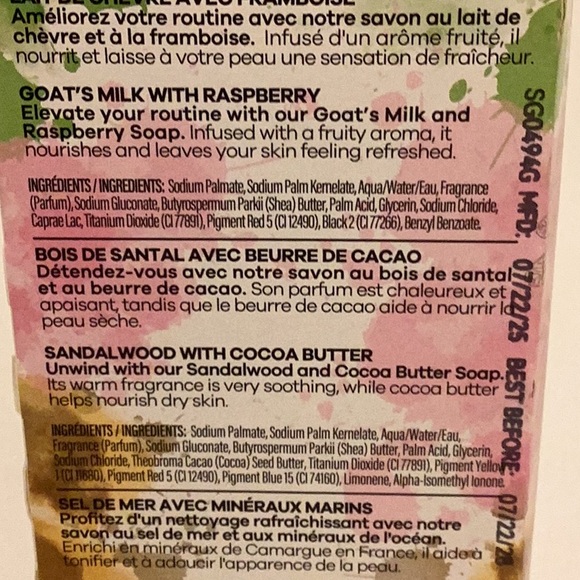 LAIT DE CHÈVRE AVEC FRAMBOISE
Améliorez votre routine avec notre savon au lait de
chèvre et à la framboise. Infusé d'un arôme fruité, il
nourrit et laisse à votre peau une sensation de fraîcheur.
GOAT'S MILK WITH RASPBERRY
Elevate your routine with our Goat's Milk and
Raspberry Soap. Infused with a fruity aroma, it
nourishes and leaves your skin feeling refreshed.
INGRÉDIENTS / INGREDIENTS: Sodium Palmate, Sodium Palm Kernelate, Aqua/Water/Eau, Fragrance
(Parfum), Sodium Gluconate, Butyrospermum Parkii (Shea) Butter, Palm Acid, Glycerin, Sodium Chloride,
Caprae Lac, Titanium Dioxide (CI 77891), Pigment Red 5 (CI 12490), Black 2 (CI 77266), Benzyl Benzoate.
BOIS DE SANTAL AVEC BEURRE DE CACAO
Détendez-vous avec notre savon au bois de santal
et au beurre de cacao. Son parfum est chaleureux et
apaisant, tandis que le beurre de cacao aide à nourrir la
peau sèche.
SANDALWOOD WITH COCOA BUTTER
Unwind with our Sandalwood and Cocoa Butter Soap.
Its warm fragrance is very soothing, while cocoa butter
helps nourish dry skin.
INGRÉDIENTS / INGREDIENTS: Sodium Palmate, Sodium Palm Kernelate, Aqua/Water/Eau,
Fragrance (Parfum), Sodium Gluconate, Butyrospermum Parkii (Shea) Butter, Palm Acid, Glycerin,
Sodium Chloride, Theobroma Cacao (Cocoa) Seed Butter, Titanium Dioxide (CI 77891), Pigment Yellow
1 (CI 11680), Pigment Red 5 (CI 12490), Pigment Blue 15 (CI 74160), Limonene, Alpha-Isomethyl Ionone.
SEL DE MER AVEC MINÉRAUX MARINS
Profitez d'un nettoyage rafraîchissant avec notre
savon au sel de mer et aux minéraux de l'océan.
Enrichi en minéraux de Camargue en France, il aide à
tonifier et à adoucir l'apparence de la peau.
SG0494G MFD: 07/22/25 BEST BEFORE: 07/22/28